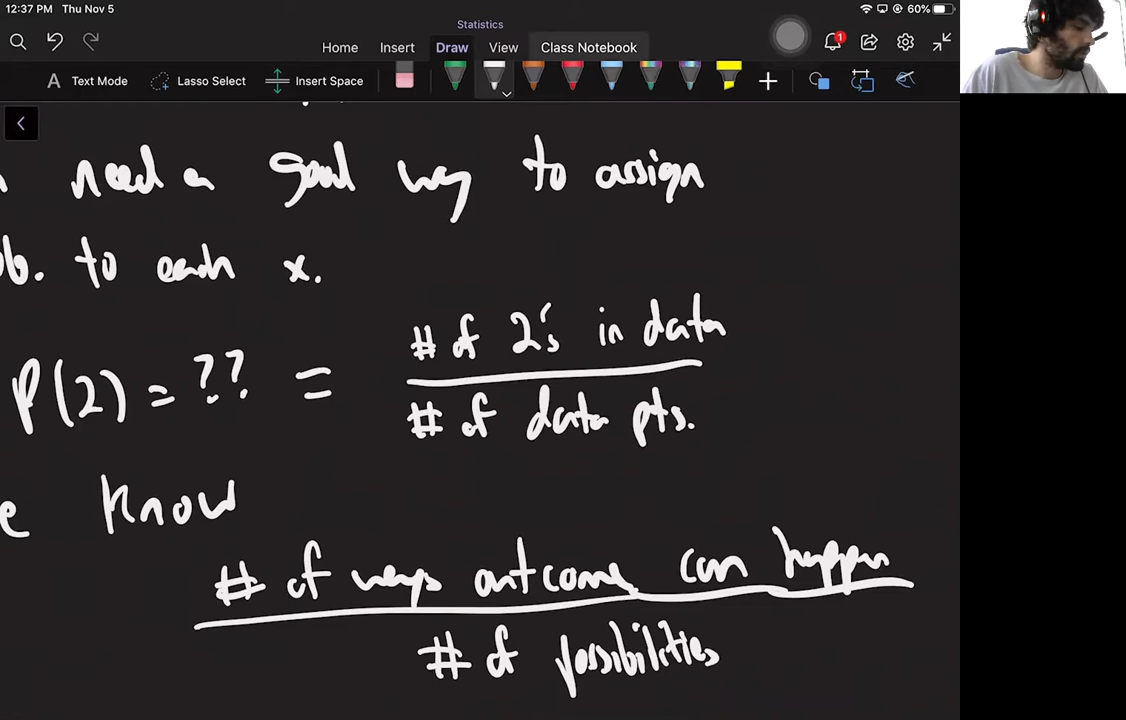 12:37 PM Thu Nov 5
60%
Statistics
Home Insert Draw View Class Notebook
1
A Text Mode Lasso Select Insert Space
need a good way to assign
b. to each x.
P(2) = ?? = # of 2's in data
# of data pts.
e know
# of ways outcome can happen
# of possibilities